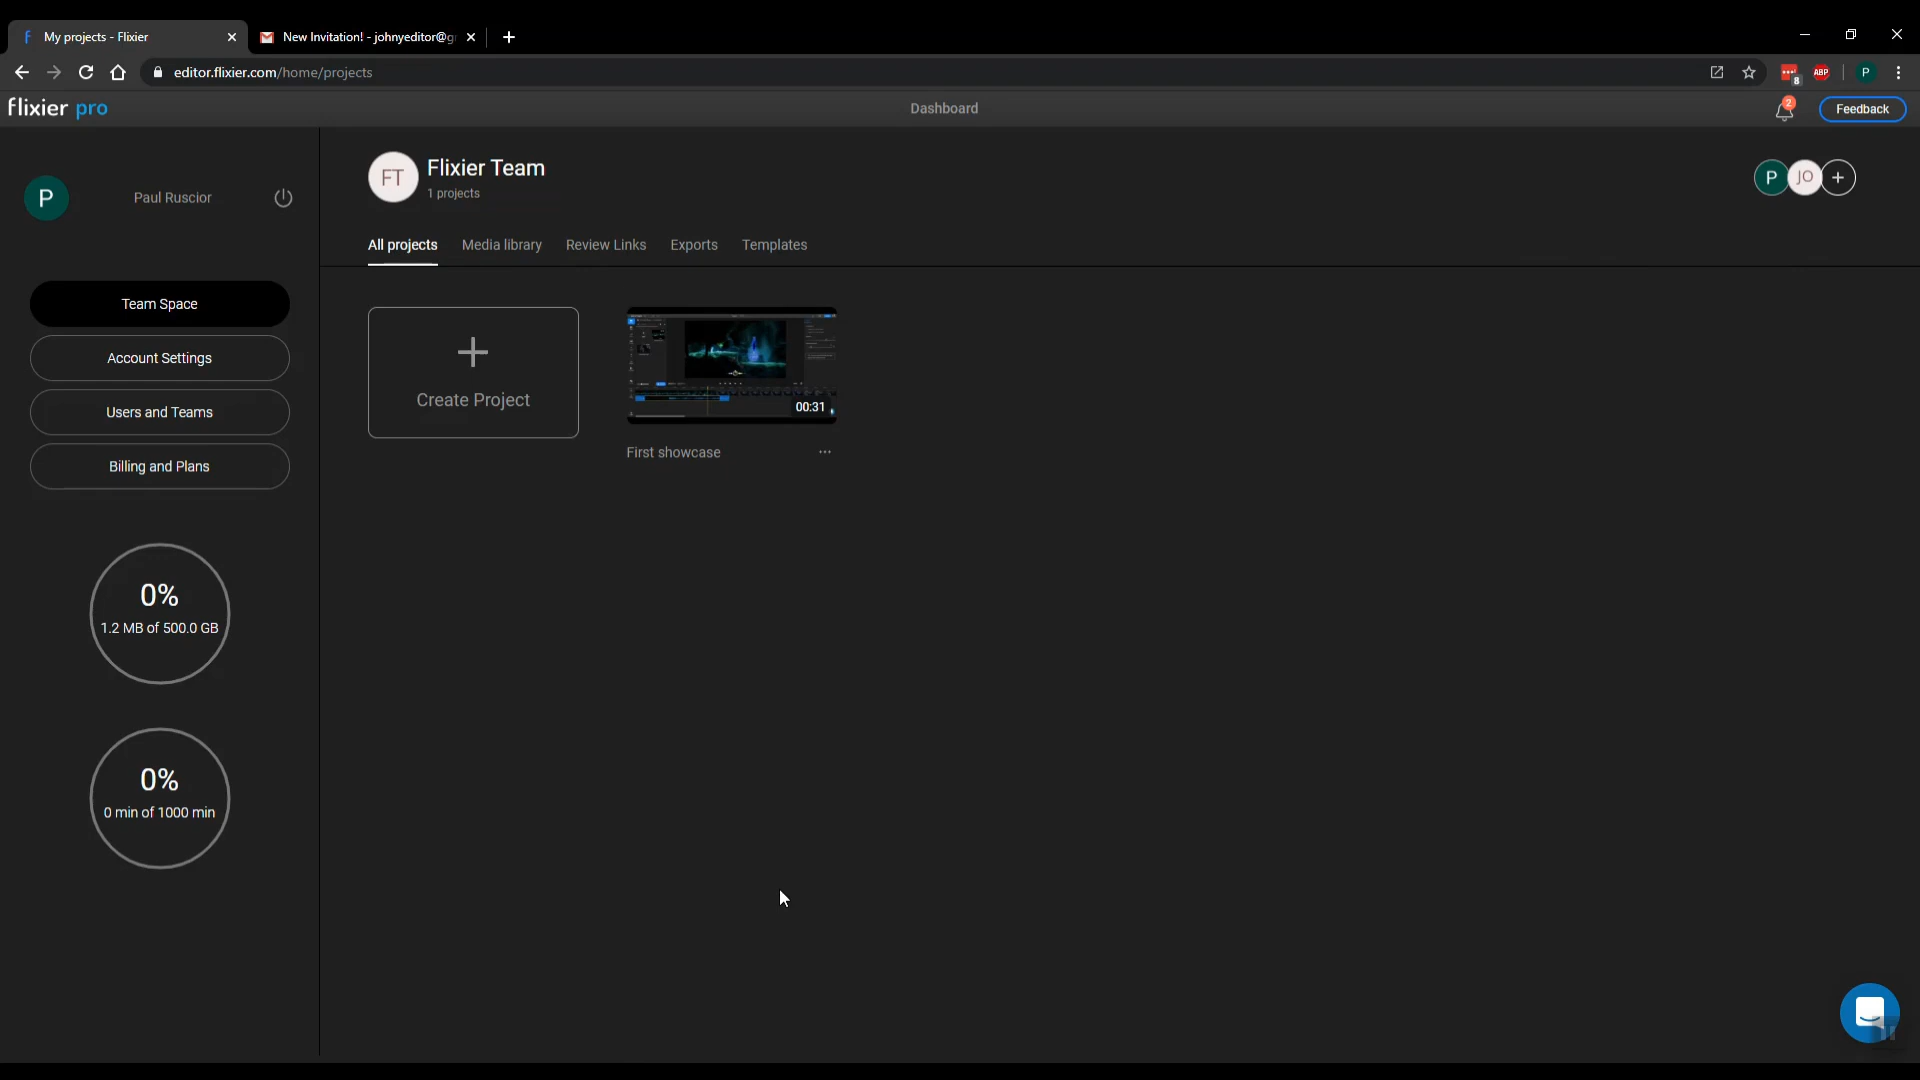 My projects - Flixier
New Invitation! - johnyeditor@g
editor.flixier.com/home/projects
8
ABP
P
flixier pro
Dashboard
2
Feedback
P
Paul Ruscior
FT
Flixier Team
1 projects
P
JO
+
All projects
Media library
Review Links
Exports
Templates
Team Space
Account Settings
Users and Teams
Billing and Plans
Create Project
00:31
First showcase
0%
1.2 MB of 500.0 GB
0%
0 min of 1000 min